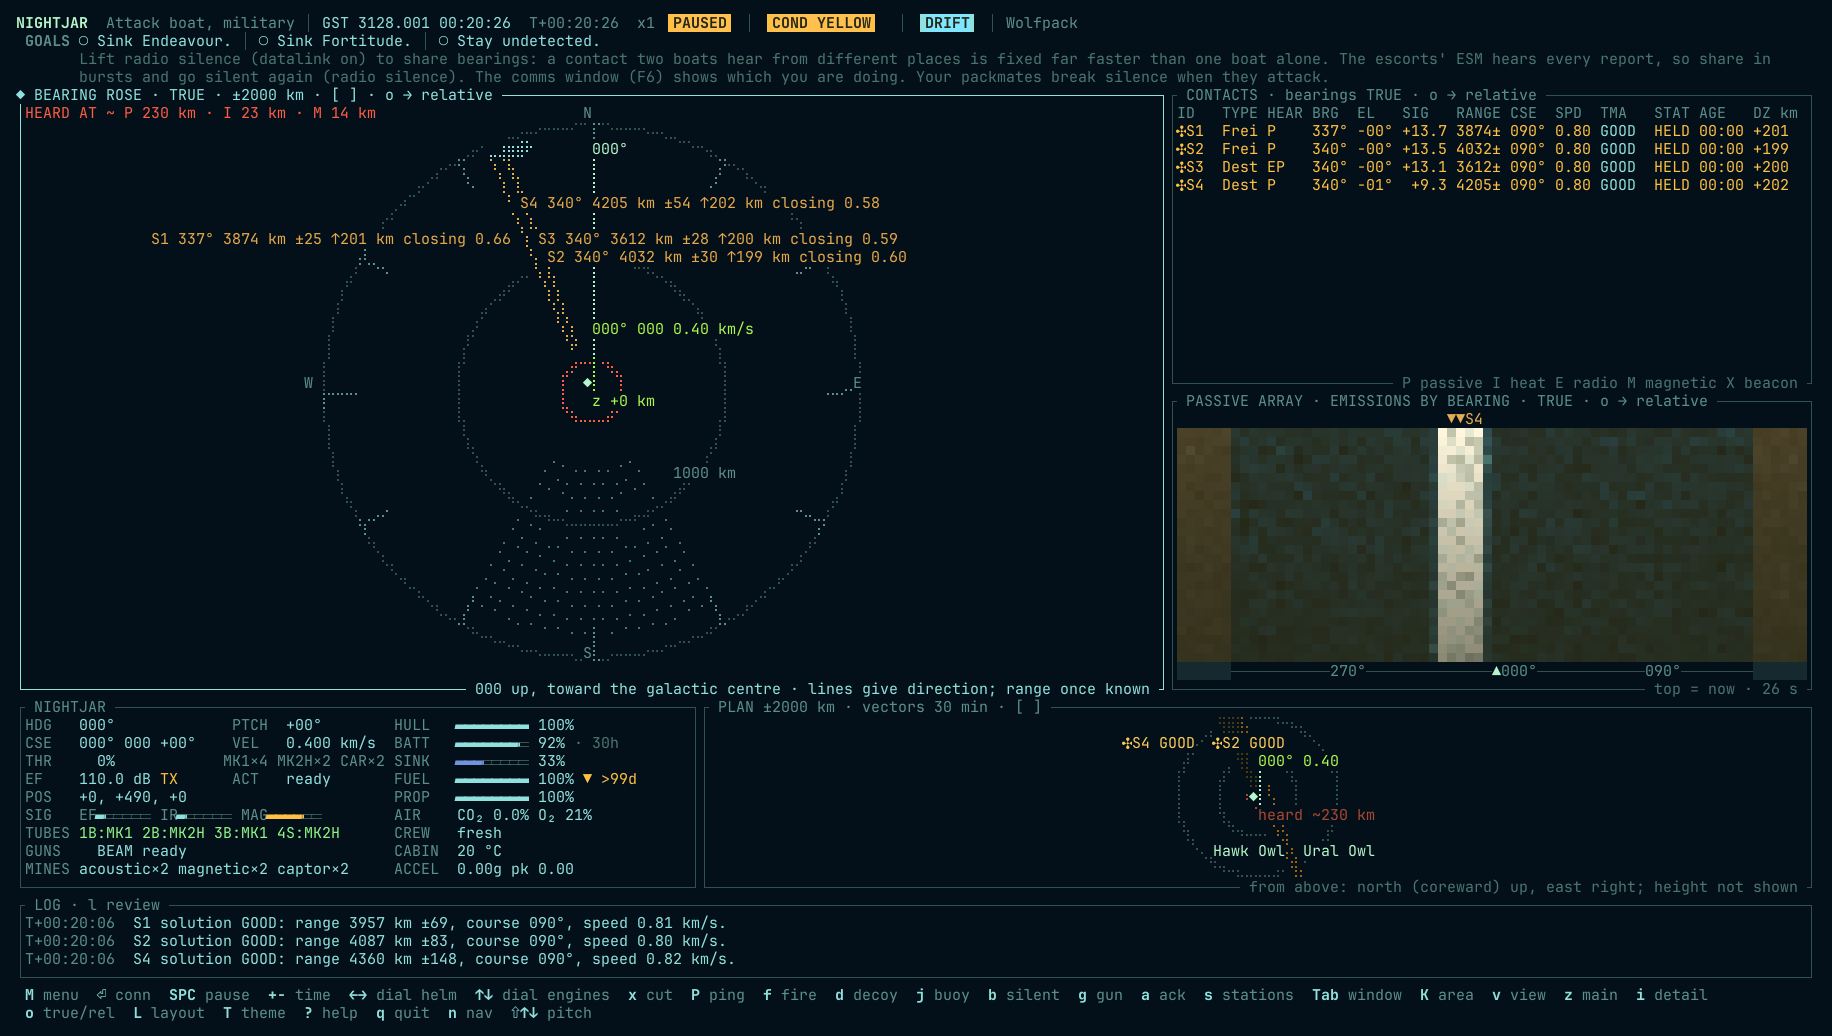 NIGHTJAR Attack boat, military │ GST 3128.001 00:20:26 T+00:20:26 x1 PAUSED │ COND YELLOW │ DRIFT │ Wolfpack
GOALS ○ Sink Endeavour. │ ○ Sink Fortitude. │ ○ Stay undetected.
Lift radio silence (datalink on) to share bearings: a contact two boats hear from different places is fixed far faster than one boat alone. The escorts' ESM hears every report, so share in
bursts and go silent again (radio silence). The comms window (F6) shows which you are doing. Your packmates break silence when they attack.
◆ BEARING ROSE · TRUE · ±2000 km · [ ] · o → relative
HEARD AT ~ P 230 km · I 23 km · M 14 km
N
000°
S4 340° 4205 km ±54 ↑202 km closing 0.58
S1 337° 3874 km ±25 ↑201 km closing 0.66
S3 340° 3612 km ±28 ↑200 km closing 0.59
S2 340° 4032 km ±30 ↑199 km closing 0.60
000° 000 0.40 km/s
W
E
z +0 km
1000 km
S
000 up, toward the galactic centre · lines give direction; range once known
CONTACTS · bearings TRUE · o → relative
ID TYPE HEAR BRG EL SIG RANGE CSE SPD TMA STAT AGE DZ km
S1 Frei P 337° -00° +13.7 3874± 090° 0.80 GOOD HELD 00:00 +201
S2 Frei P 340° -00° +13.5 4032± 090° 0.80 GOOD HELD 00:00 +199
S3 Dest EP 340° -00° +13.1 3612± 090° 0.80 GOOD HELD 00:00 +200
S4 Dest P 340° -01° +9.3 4205± 090° 0.80 GOOD HELD 00:00 +202
P passive I heat E radio M magnetic X beacon
PASSIVE ARRAY · EMISSIONS BY BEARING · TRUE · o → relative
▼▼S4
270° ▲000° 090°
top = now · 26 s
NIGHTJAR
HDG 000° PTCH +00° HULL 100%
CSE 000° 000 +00° VEL 0.400 km/s BATT 92% · 30h
THR 0% MK1×4 MK2H×2 CAR×2 SINK 33%
EF 110.0 dB TX ACT ready FUEL 100% ▼ >99d
POS +0, +490, +0 PROP 100%
SIG EF IR MAG AIR CO₂ 0.0% O₂ 21%
TUBES 1B:MK1 2B:MK2H 3B:MK1 4S:MK2H CREW fresh
GUNS BEAM ready CABIN 20 °C
MINES acoustic×2 magnetic×2 captor×2 ACCEL 0.00g pk 0.00
PLAN ±2000 km · vectors 30 min · [ ]
S4 GOOD S2 GOOD
000° 0.40
heard ~230 km
Hawk Owl Ural Owl
from above: north (coreward) up, east right; height not shown
LOG · l review
T+00:20:06 S1 solution GOOD: range 3957 km ±69, course 090°, speed 0.81 km/s.
T+00:20:06 S2 solution GOOD: range 4087 km ±83, course 090°, speed 0.80 km/s.
T+00:20:06 S4 solution GOOD: range 4360 km ±148, course 090°, speed 0.82 km/s.
M menu ⏎ conn SPC pause +- time ←→ dial helm ↑↓ dial engines x cut P ping f fire d decoy j buoy b silent g gun a ack s stations Tab window K area v view z main i detail
o true/rel L layout T theme ? help q quit n nav ⇧↑↓ pitch